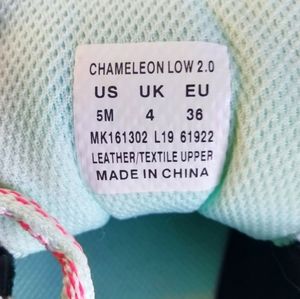 CHAMELEON LOW 2.0
US UK EU
5M 4 36
MK161302 L19 61922
LEATHER/TEXTILE UPPER
MADE IN CHINA